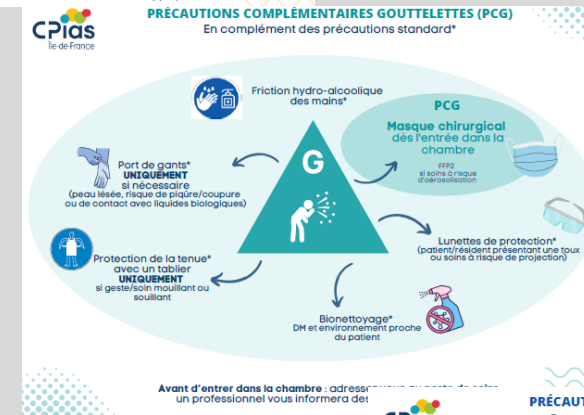 PRÉCAUTIONS COMPLÉMENTAIRES GOUTTELETTES (PCG)
En complément des précautions standard*
CPias
Île-de-France
Friction hydro-alcoolique
des mains*
PCG
Masque chirurgical
dès l'entrée dans la
chambre
FFP2
si soins à risque
d'aérosolisation
G
Port de gants*
UNIQUEMENT
si nécessaire
(peau lésée, risque de piqûre/coupure
ou de contact avec liquides biologiques)
Lunettes de protection*
(patient/résident présentant une toux
ou soins à risque de projection)
Protection de la tenue*
avec un tablier
UNIQUEMENT
si geste/soin mouillant ou
souillant
Bionettoyage*
DM et environnement proche
du patient
Avant d'entrer dans la chambre :
un professionnel vous informera des
PRÉCAUT